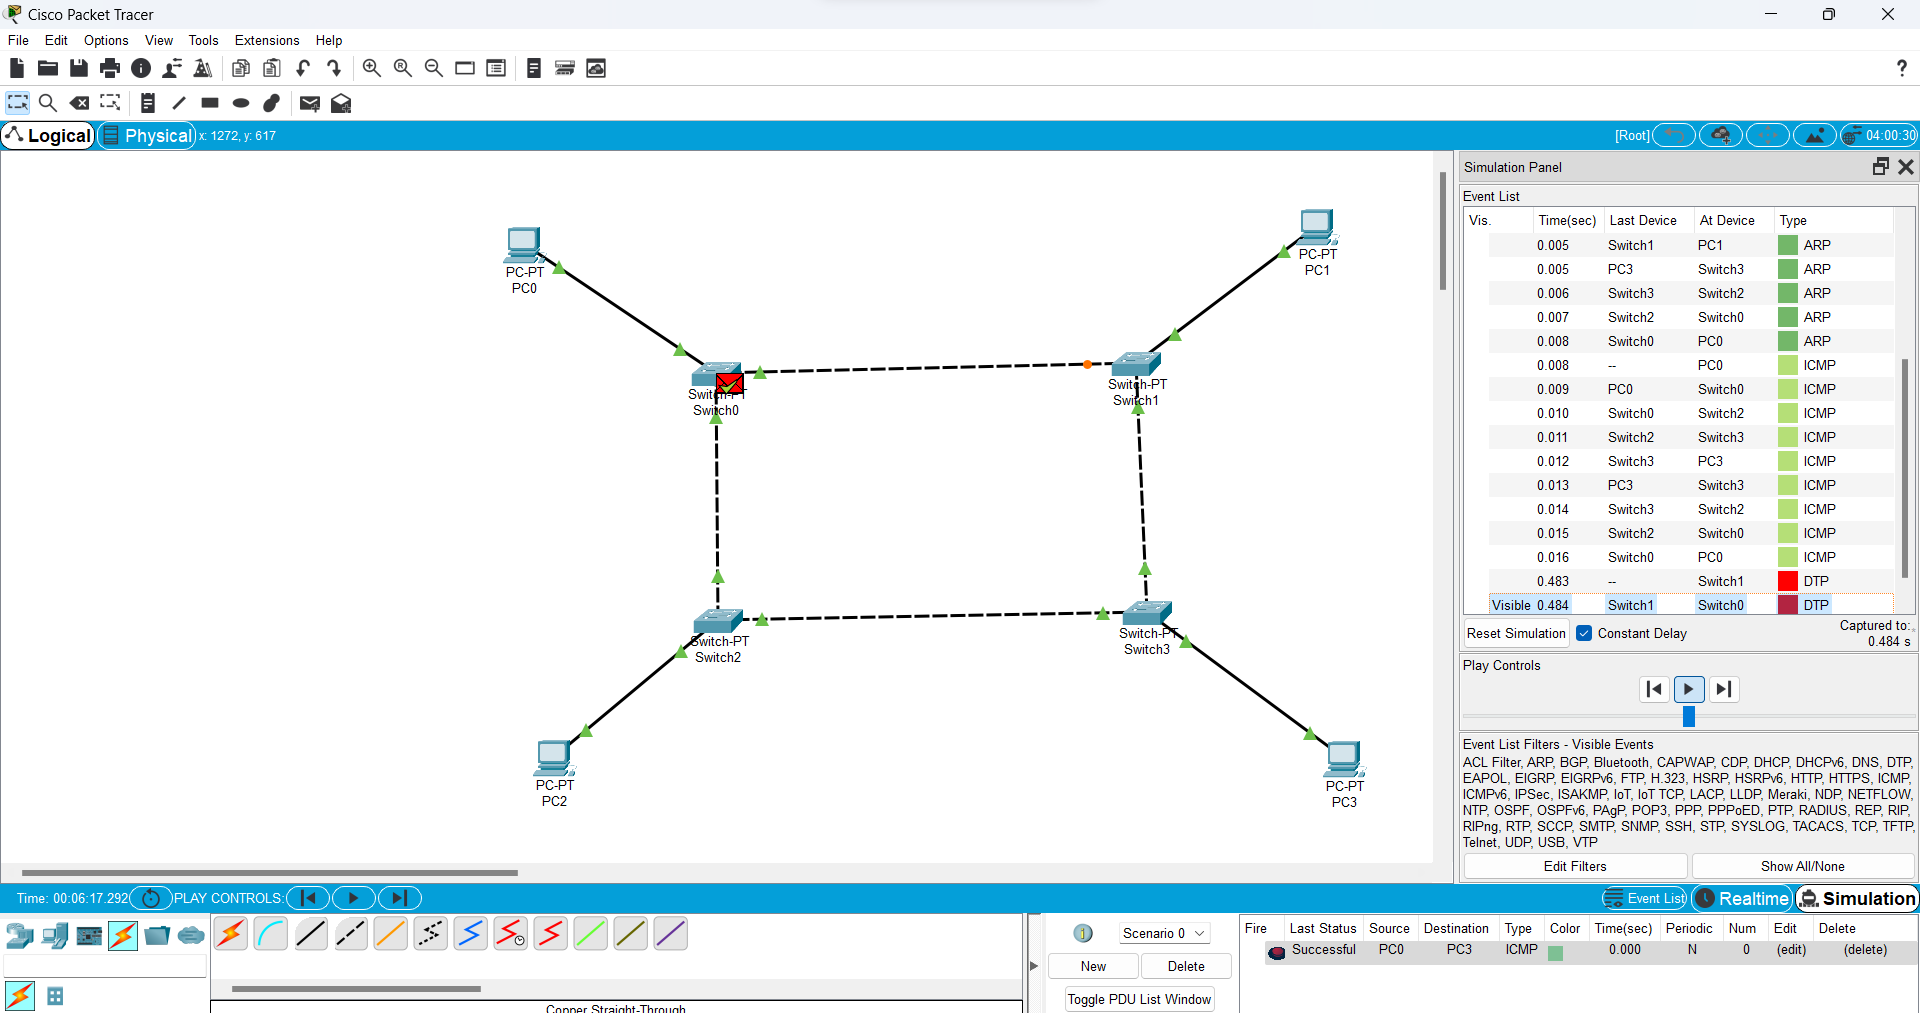 Cisco Packet Tracer
File Edit Options View Tools Extensions Help
?
Logical Physical x: 1272, y: 617 [Root] 04:00:30
Simulation Panel
Event List
Vis. Time(sec) Last Device At Device Type
0.005 Switch1 PC1 ARP
0.005 PC3 Switch3 ARP
0.006 Switch3 Switch2 ARP
0.007 Switch2 Switch0 ARP
0.008 Switch0 PC0 ARP
0.008 -- PC0 ICMP
0.009 PC0 Switch0 ICMP
0.010 Switch0 Switch2 ICMP
0.011 Switch2 Switch3 ICMP
0.012 Switch3 PC3 ICMP
0.013 PC3 Switch3 ICMP
0.014 Switch3 Switch2 ICMP
0.015 Switch2 Switch0 ICMP
0.016 Switch0 PC0 ICMP
0.483 -- Switch1 DTP
Visible 0.484 Switch1 Switch0 DTP
Reset Simulation Constant Delay Captured to:
0.484 s
Play Controls
Event List Filters - Visible Events
ACL Filter, ARP, BGP, Bluetooth, CAPWAP, CDP, DHCP, DHCPv6, DNS, DTP,
EAPOL, EIGRP, EIGRPv6, FTP, H.323, HSRP, HSRPv6, HTTP, HTTPS, ICMP,
ICMPv6, IPSec, ISAKMP, IoT, IoT TCP, LACP, LLDP, Meraki, NDP, NETFLOW,
NTP, OSPF, OSPFv6, PAgP, POP3, PPP, PPPoED, PTP, RADIUS, REP, RIP,
RIPng, RTP, SCCP, SMTP, SNMP, SSH, STP, SYSLOG, TACACS, TCP, TFTP,
Telnet, UDP, USB, VTP
Edit Filters Show All/None
PC-PT
PC0
PC-PT
PC1
Switch-PT
Switch0
Switch-PT
Switch1
Switch-PT
Switch2
Switch-PT
Switch3
PC-PT
PC2
PC-PT
PC3
Time: 00:06:17.292 PLAY CONTROLS: Event List Realtime Simulation
1 Scenario 0
New Delete
Toggle PDU List Window
Fire Last Status Source Destination Type Color Time(sec) Periodic Num Edit Delete
Successful PC0 PC3 ICMP 0.000 N 0 (edit) (delete)
Copper Straight-Through